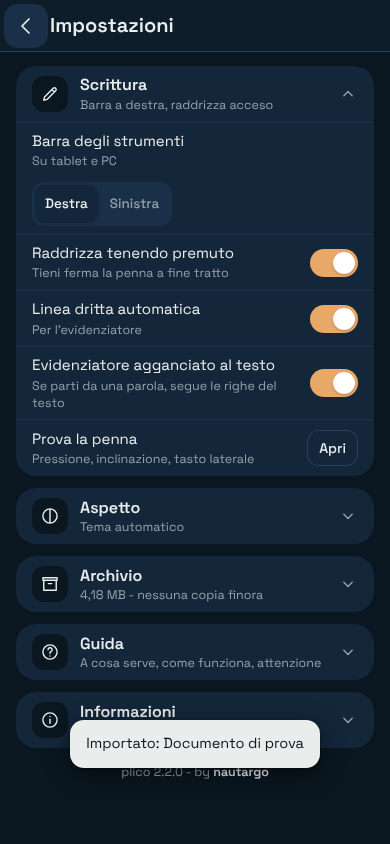 Impostazioni
Scrittura
Barra a destra, raddrizza acceso
Barra degli strumenti
Su tablet e PC
Destra Sinistra
Raddrizza tenendo premuto
Tieni ferma la penna a fine tratto
Linea dritta automatica
Per l'evidenziatore
Evidenziatore agganciato al testo
Se parti da una parola, segue le righe del
testo
Prova la penna
Pressione, inclinazione, tasto laterale
Apri
Aspetto
Tema automatico
Archivio
4,18 MB - nessuna copia finora
Guida
A cosa serve, come funziona, attenzione
Informazioni
Importato: Documento di prova
plico 2.2.0 - by nautargo